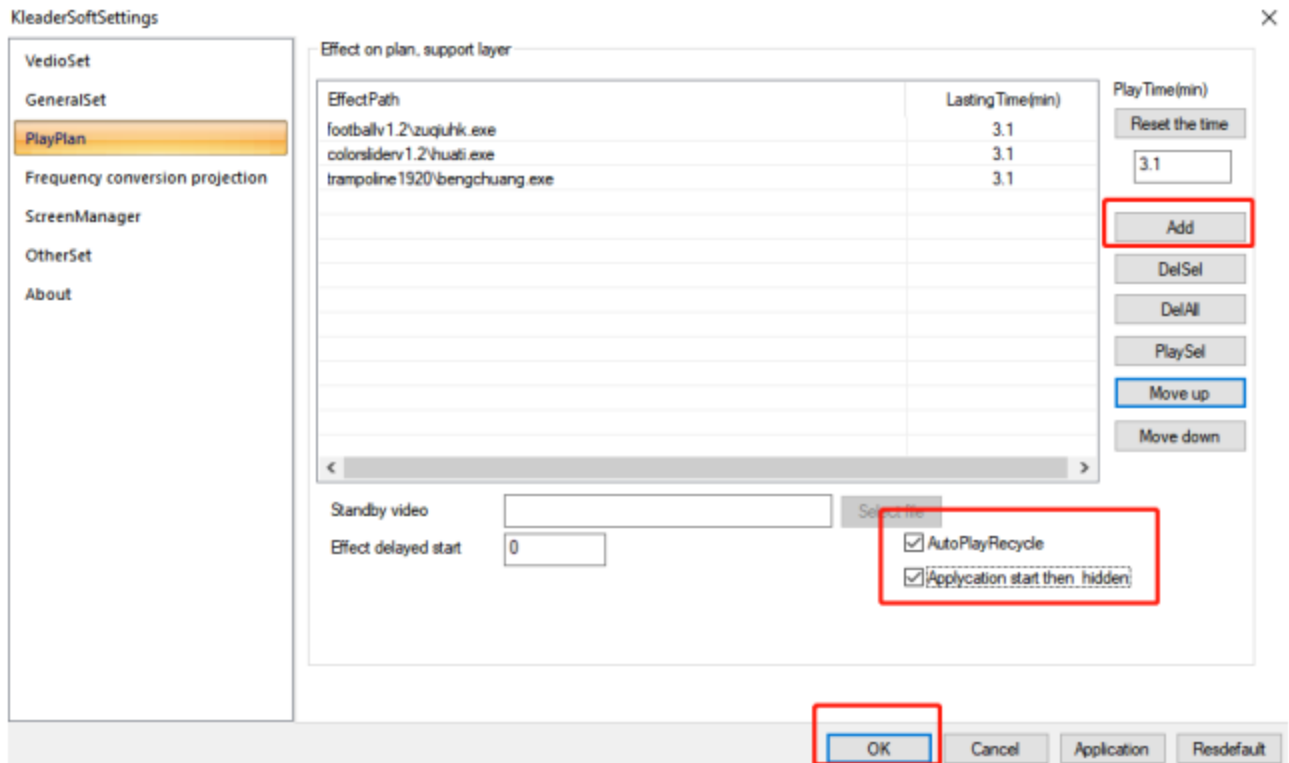 KleaderSoftSettings
VedioSet
GeneralSet
PlayPlan
Frequency conversion projection
ScreenManager
OtherSet
About
Effect on plan, support layer
EffectPath LastingTime(min)
footballv1.2\zuqiuhk.exe 3.1
colorsliderv1.2\huati.exe 3.1
trampoline1920\bengchuang.exe 3.1
PlayTime(min)
Reset the time
3.1
Add
DelSel
DelAll
PlaySel
Move up
Move down
Standby video Select file
Effect delayed start 0
AutoPlayRecycle
Applycation start then hidden
OK Cancel Application Resdefault